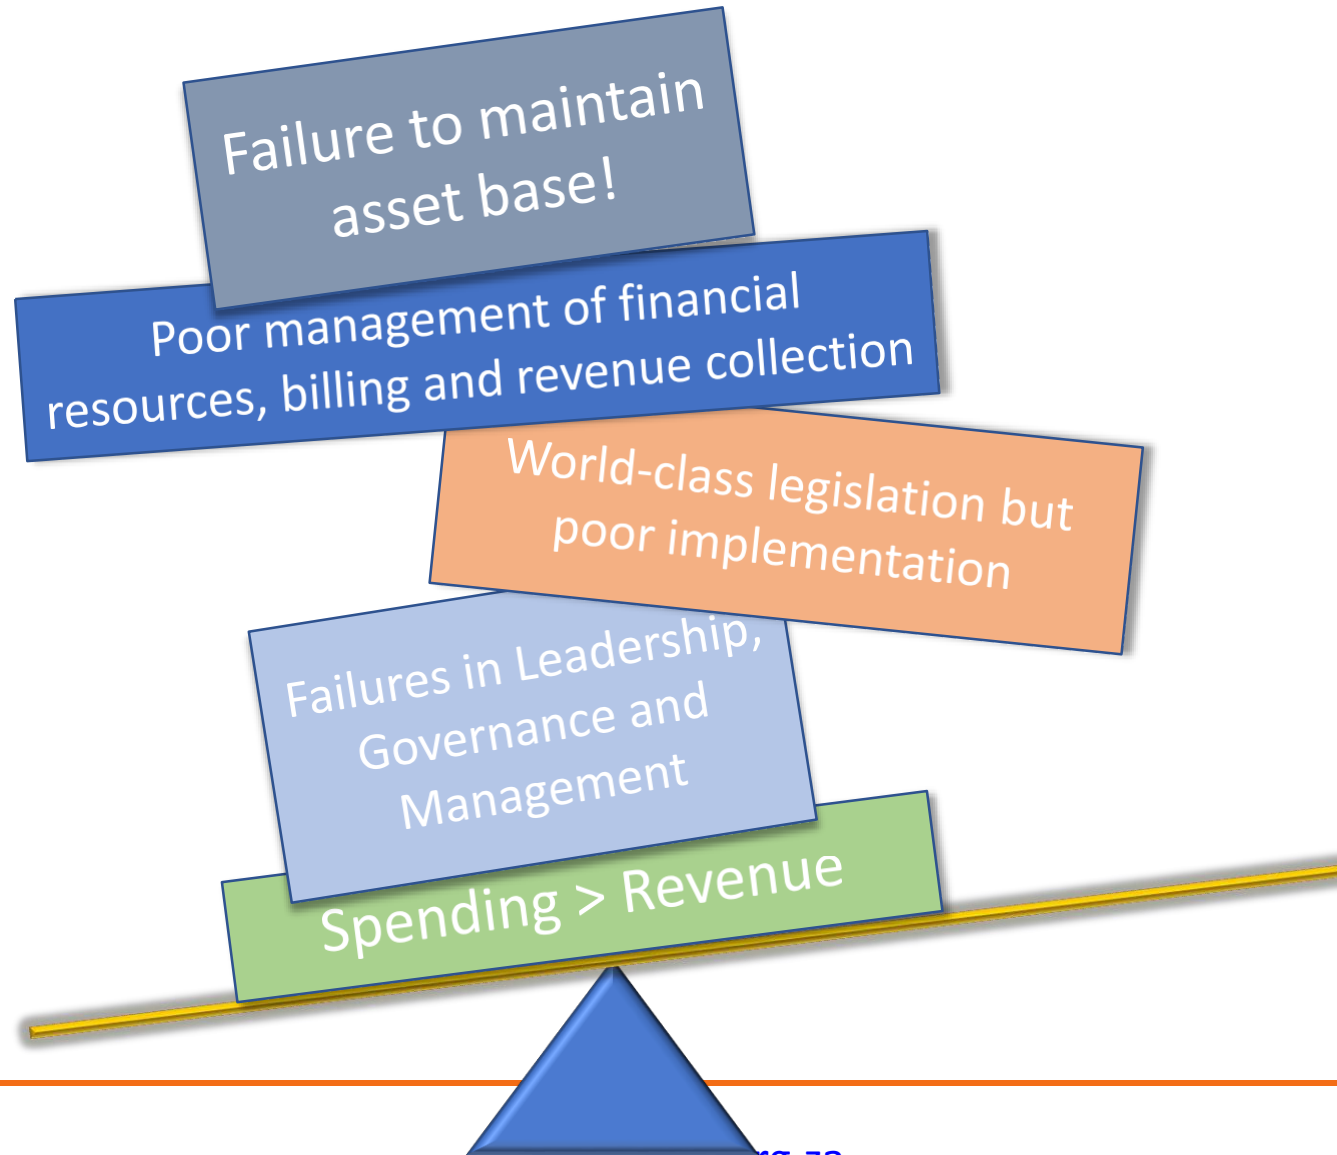 Failure to maintain
asset base!
Poor management of financial
resources, billing and revenue collection
World-class legislation but
poor implementation
Failures in Leadership,
Governance and
Management
Spending > Revenue